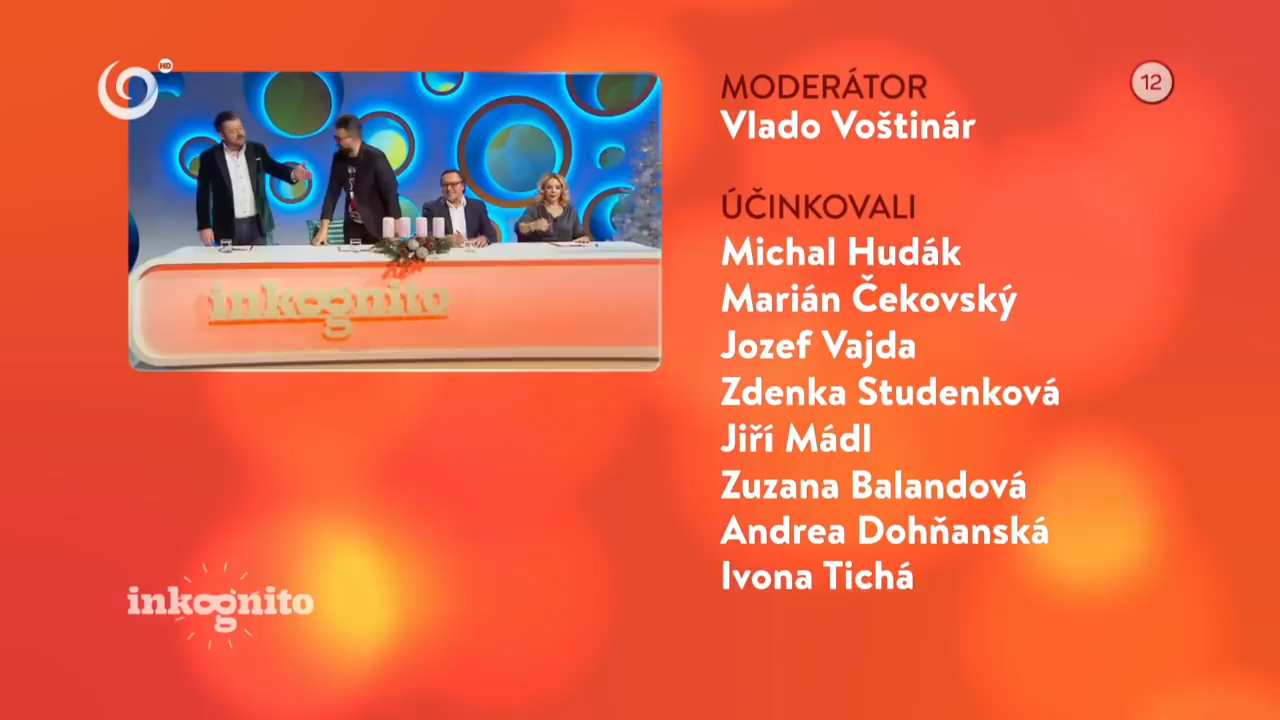 HD
12
MODERÁTOR
Vlado Voštinár
ÚČINKOVALI
Michal Hudák
Marián Čekovský
Jozef Vajda
Zdenka Studenková
Jiří Mádl
Zuzana Balandová
Andrea Dohňanská
Ivona Tichá
inkognito
inkognito